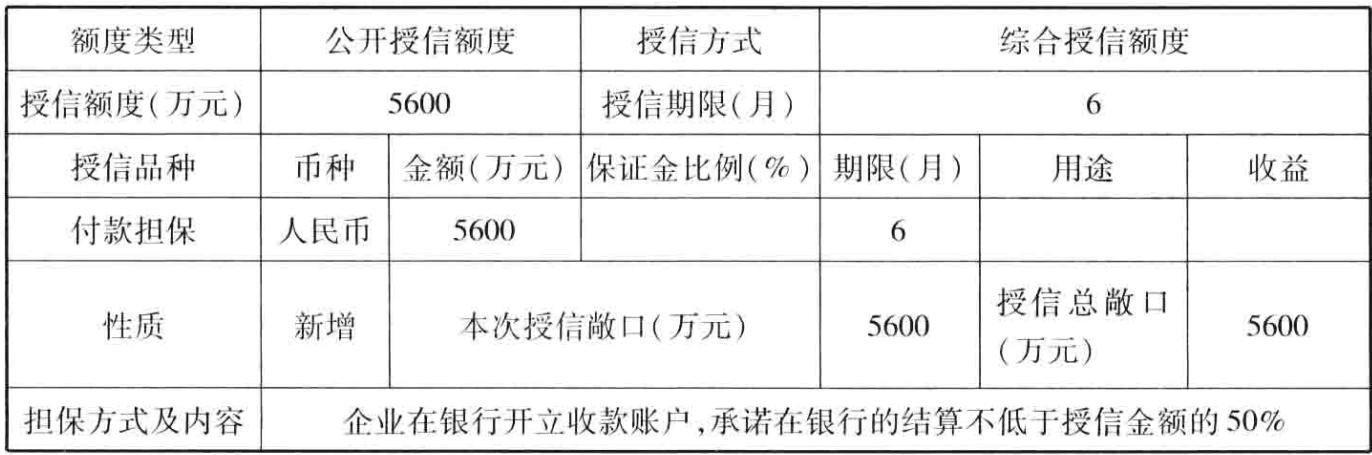 额度类型 公开授信额度 授信方式 综合授信额度
授信额度(万元) 5600 授信期限(月) 6
授信品种 币种 金额(万元) 保证金比例(%) 期限(月) 用途 收益
付款担保 人民币 5600 6
性质 新增 本次授信敞口(万元) 5600 授信总敞口
(万元) 5600
担保方式及内容 企业在银行开立收款账户,承诺在银行的结算不低于授信金额的50%